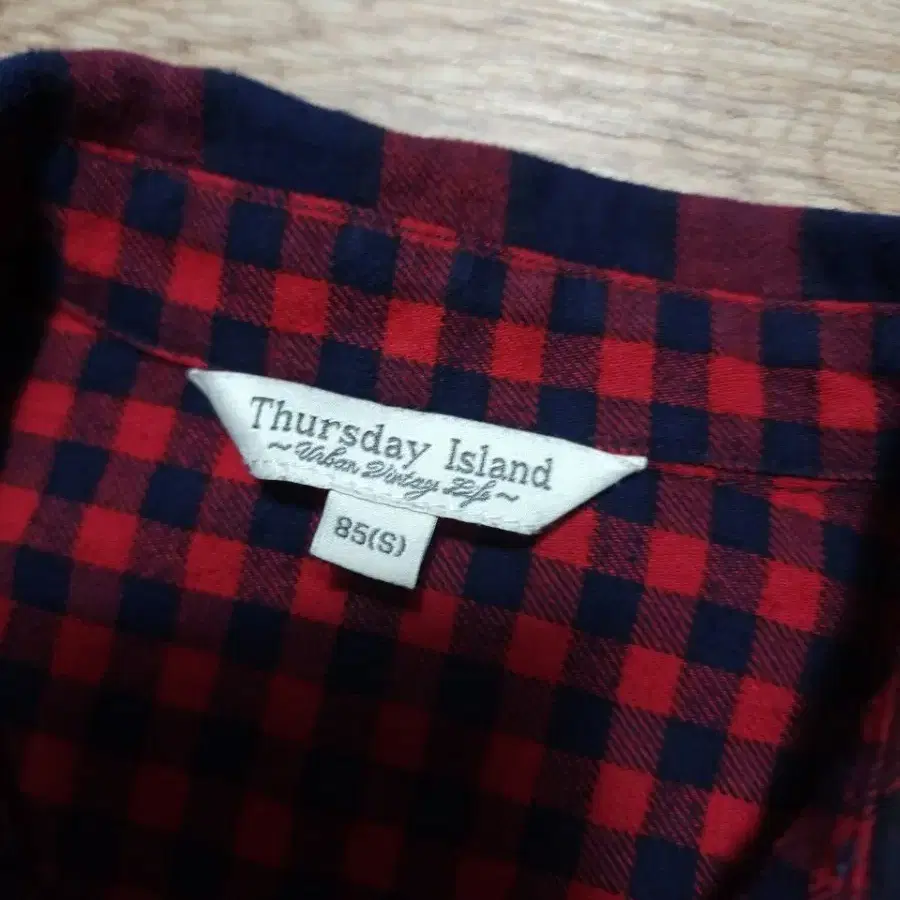 Thursday Island
~Urban Vintage Life~
85(S)